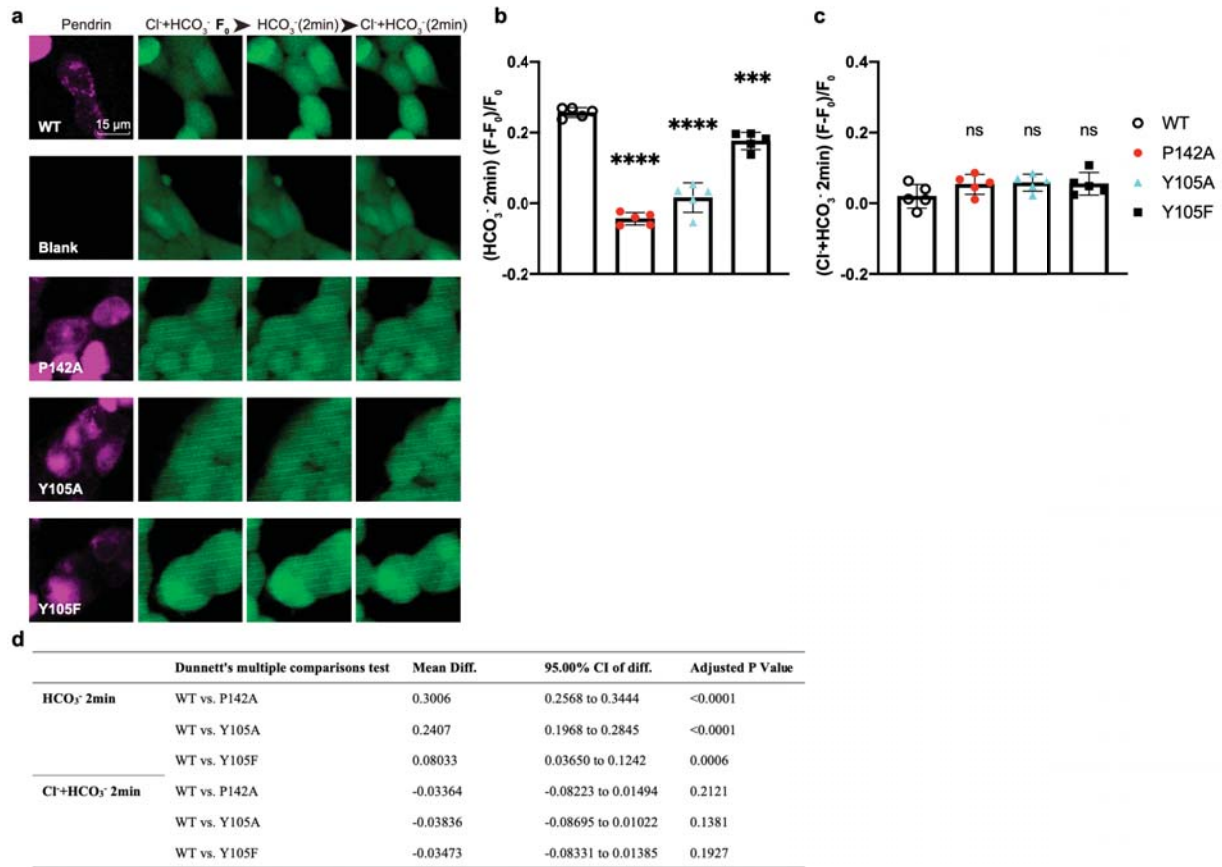 a
Pendrin
Cl⁻+HCO₃⁻ F₀
HCO₃⁻(2min)
Cl⁻+HCO₃⁻(2min)
WT
15 μm
Blank
P142A
Y105A
Y105F
b
(HCO₃⁻ 2min) (F-F₀)/F₀
0.4
0.2
0.0
-0.2
****
****
***
c
(Cl⁻+HCO₃⁻ 2min) (F-F₀)/F₀
0.4
0.2
0.0
-0.2
ns ns ns
WT
P142A
Y105A
Y105F
d
Dunnett's multiple comparisons test Mean Diff. 95.00% CI of diff. Adjusted P Value
HCO₃⁻ 2min WT vs. P142A 0.3006 0.2568 to 0.3444 <0.0001
WT vs. Y105A 0.2407 0.1968 to 0.2845 <0.0001
WT vs. Y105F 0.08033 0.03650 to 0.1242 0.0006
Cl⁻+HCO₃⁻ 2min WT vs. P142A -0.03364 -0.08223 to 0.01494 0.2121
WT vs. Y105A -0.03836 -0.08695 to 0.01022 0.1381
WT vs. Y105F -0.03473 -0.08331 to 0.01385 0.1927